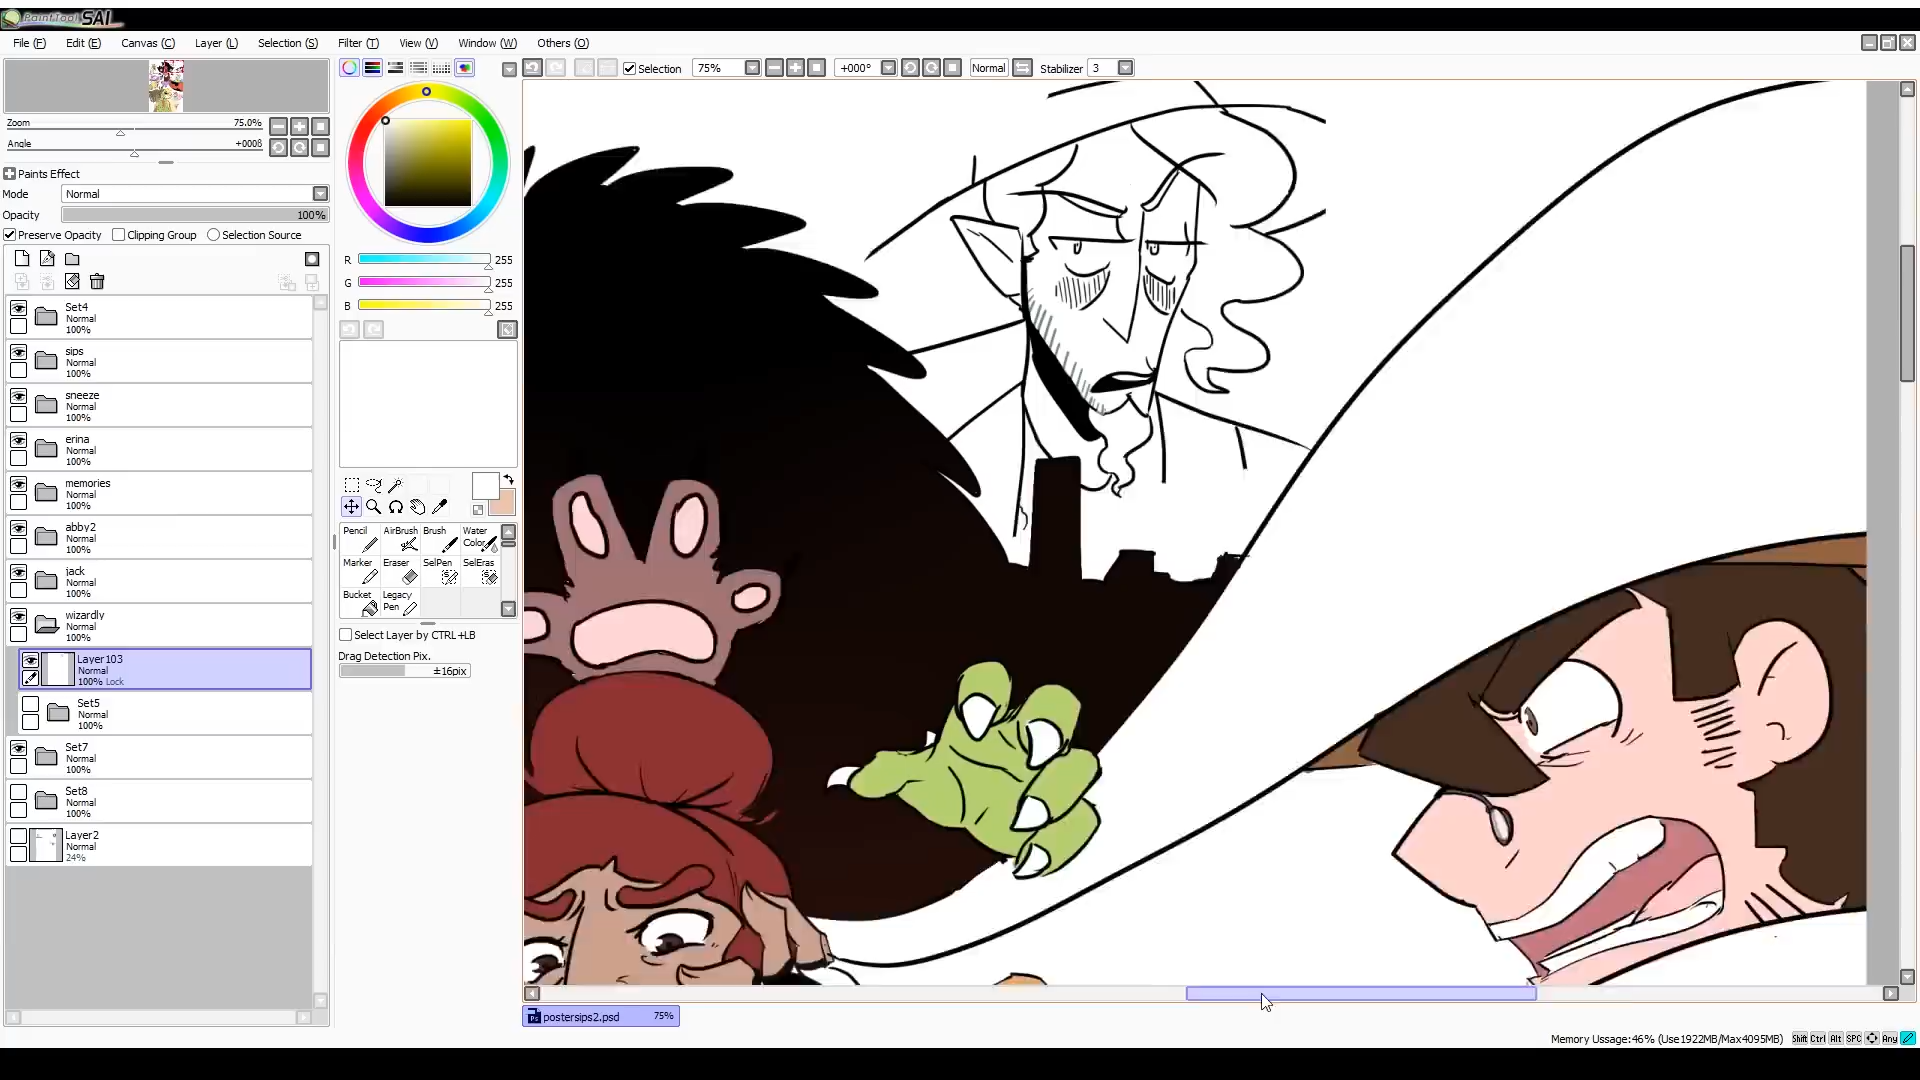 PaintTool SAI
File (F) Edit (E) Canvas (C) Layer (L) Selection (S) Filter (T) View (V) Window (W) Others (O)
Selection 75% +000° Normal Stabilizer 3
Zoom 75.0%
Angle +000θ
Paints Effect
Mode Normal
Opacity 100%
Preserve Opacity Clipping Group Selection Source
Set4
Normal
100%
sips
Normal
100%
sneeze
Normal
100%
erina
Normal
100%
memories
Normal
100%
abby2
Normal
100%
jack
Normal
100%
wizardly
Normal
100%
Layer103
Normal
100% Lock
Set5
Normal
100%
Set7
Normal
100%
Set8
Normal
100%
Layer2
Normal
24%
R 255
G 255
B 255
Pencil AirBrush Brush Water Color
Marker Eraser SelPen SelEras
Bucket Legacy Pen
Select Layer by CTRL+LB
Drag Detection Pix.
±16pix
postersips2.psd 75%
Memory Ussage:46% (Use1922MB/Max4095MB) Shift Ctrl Alt SPC Any